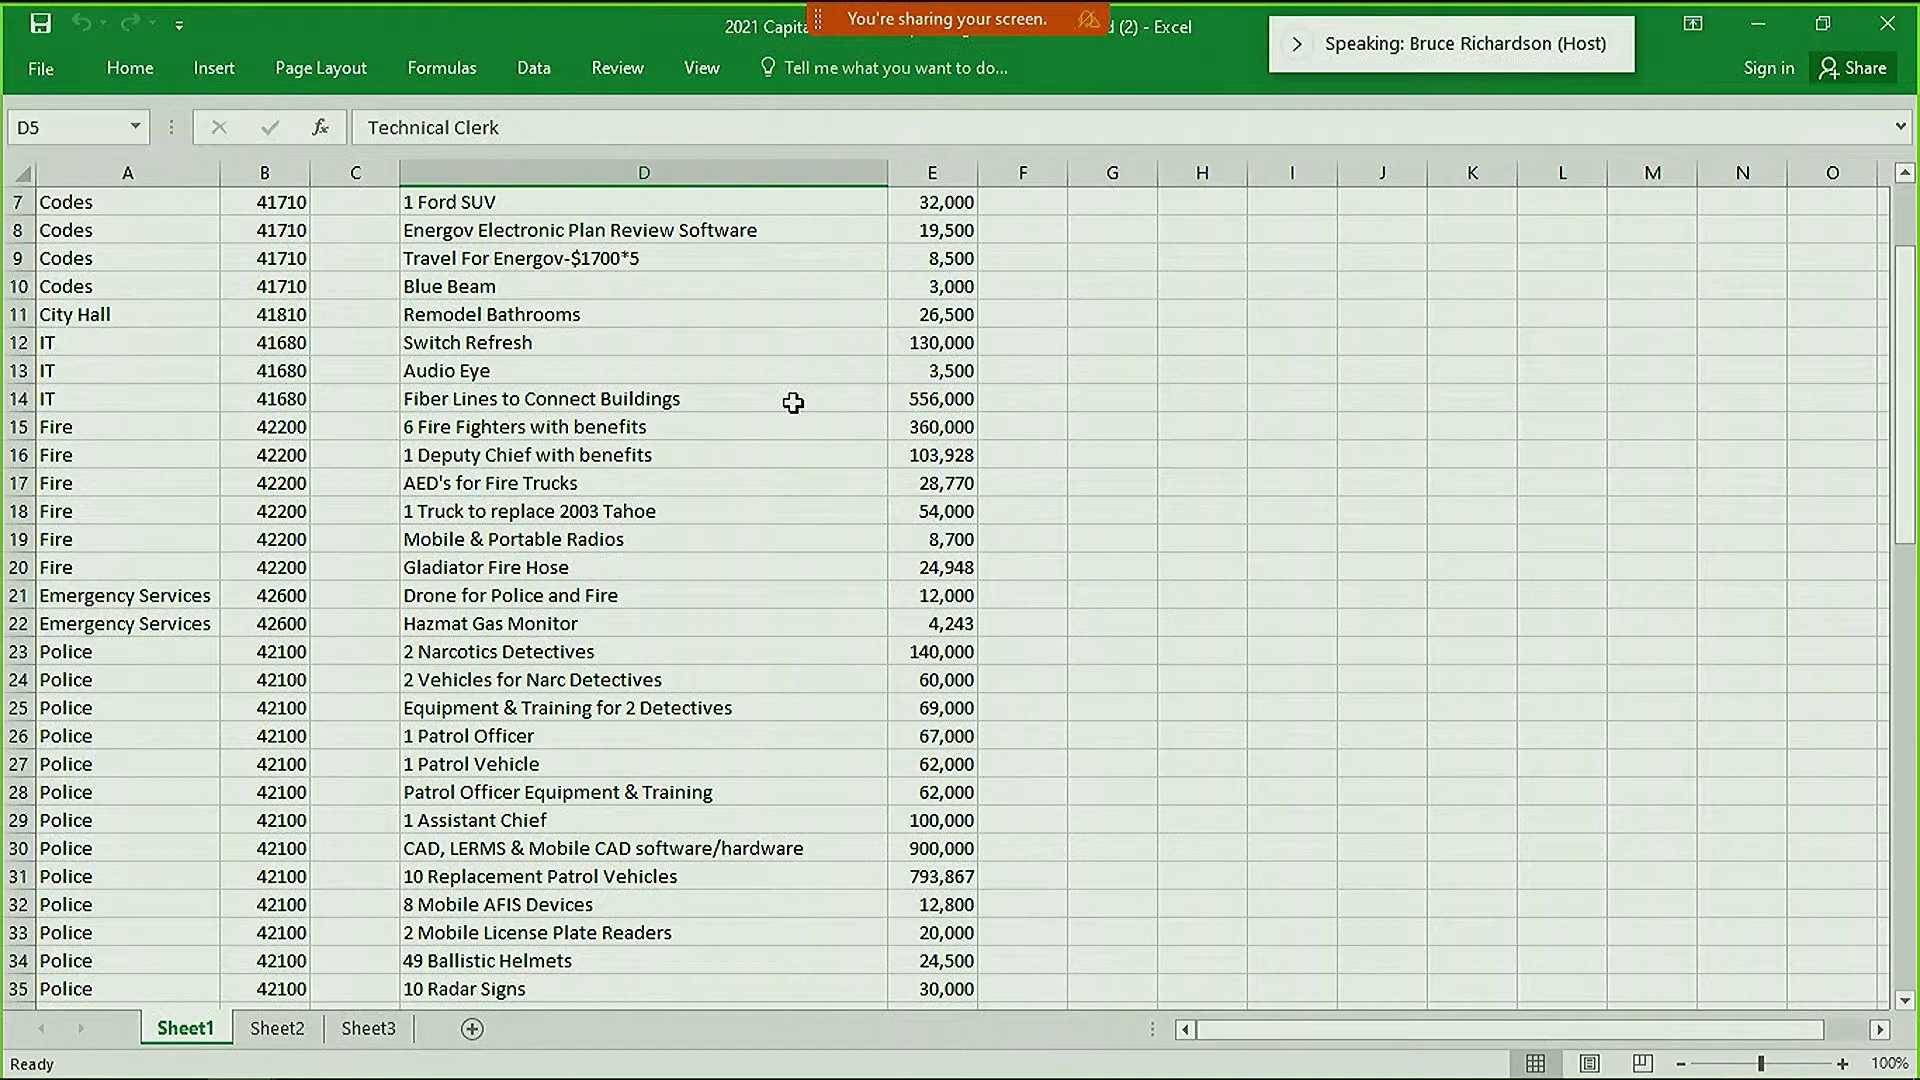 2021 Capita
You're sharing your screen.
d (2) - Excel
Speaking: Bruce Richardson (Host)
File Home Insert Page Layout Formulas Data Review View Tell me what you want to do... Sign in Share
D5 fx Technical Clerk
A B C D E F G H I J K L M N O
7 Codes 41710 1 Ford SUV 32,000
8 Codes 41710 Energov Electronic Plan Review Software 19,500
9 Codes 41710 Travel For Energov-$1700*5 8,500
10 Codes 41710 Blue Beam 3,000
11 City Hall 41810 Remodel Bathrooms 26,500
12 IT 41680 Switch Refresh 130,000
13 IT 41680 Audio Eye 3,500
14 IT 41680 Fiber Lines to Connect Buildings 556,000
15 Fire 42200 6 Fire Fighters with benefits 360,000
16 Fire 42200 1 Deputy Chief with benefits 103,928
17 Fire 42200 AED's for Fire Trucks 28,770
18 Fire 42200 1 Truck to replace 2003 Tahoe 54,000
19 Fire 42200 Mobile & Portable Radios 8,700
20 Fire 42200 Gladiator Fire Hose 24,948
21 Emergency Services 42600 Drone for Police and Fire 12,000
22 Emergency Services 42600 Hazmat Gas Monitor 4,243
23 Police 42100 2 Narcotics Detectives 140,000
24 Police 42100 2 Vehicles for Narc Detectives 60,000
25 Police 42100 Equipment & Training for 2 Detectives 69,000
26 Police 42100 1 Patrol Officer 67,000
27 Police 42100 1 Patrol Vehicle 62,000
28 Police 42100 Patrol Officer Equipment & Training 62,000
29 Police 42100 1 Assistant Chief 100,000
30 Police 42100 CAD, LERMS & Mobile CAD software/hardware 900,000
31 Police 42100 10 Replacement Patrol Vehicles 793,867
32 Police 42100 8 Mobile AFIS Devices 12,800
33 Police 42100 2 Mobile License Plate Readers 20,000
34 Police 42100 49 Ballistic Helmets 24,500
35 Police 42100 10 Radar Signs 30,000
Sheet1 Sheet2 Sheet3
Ready 100%